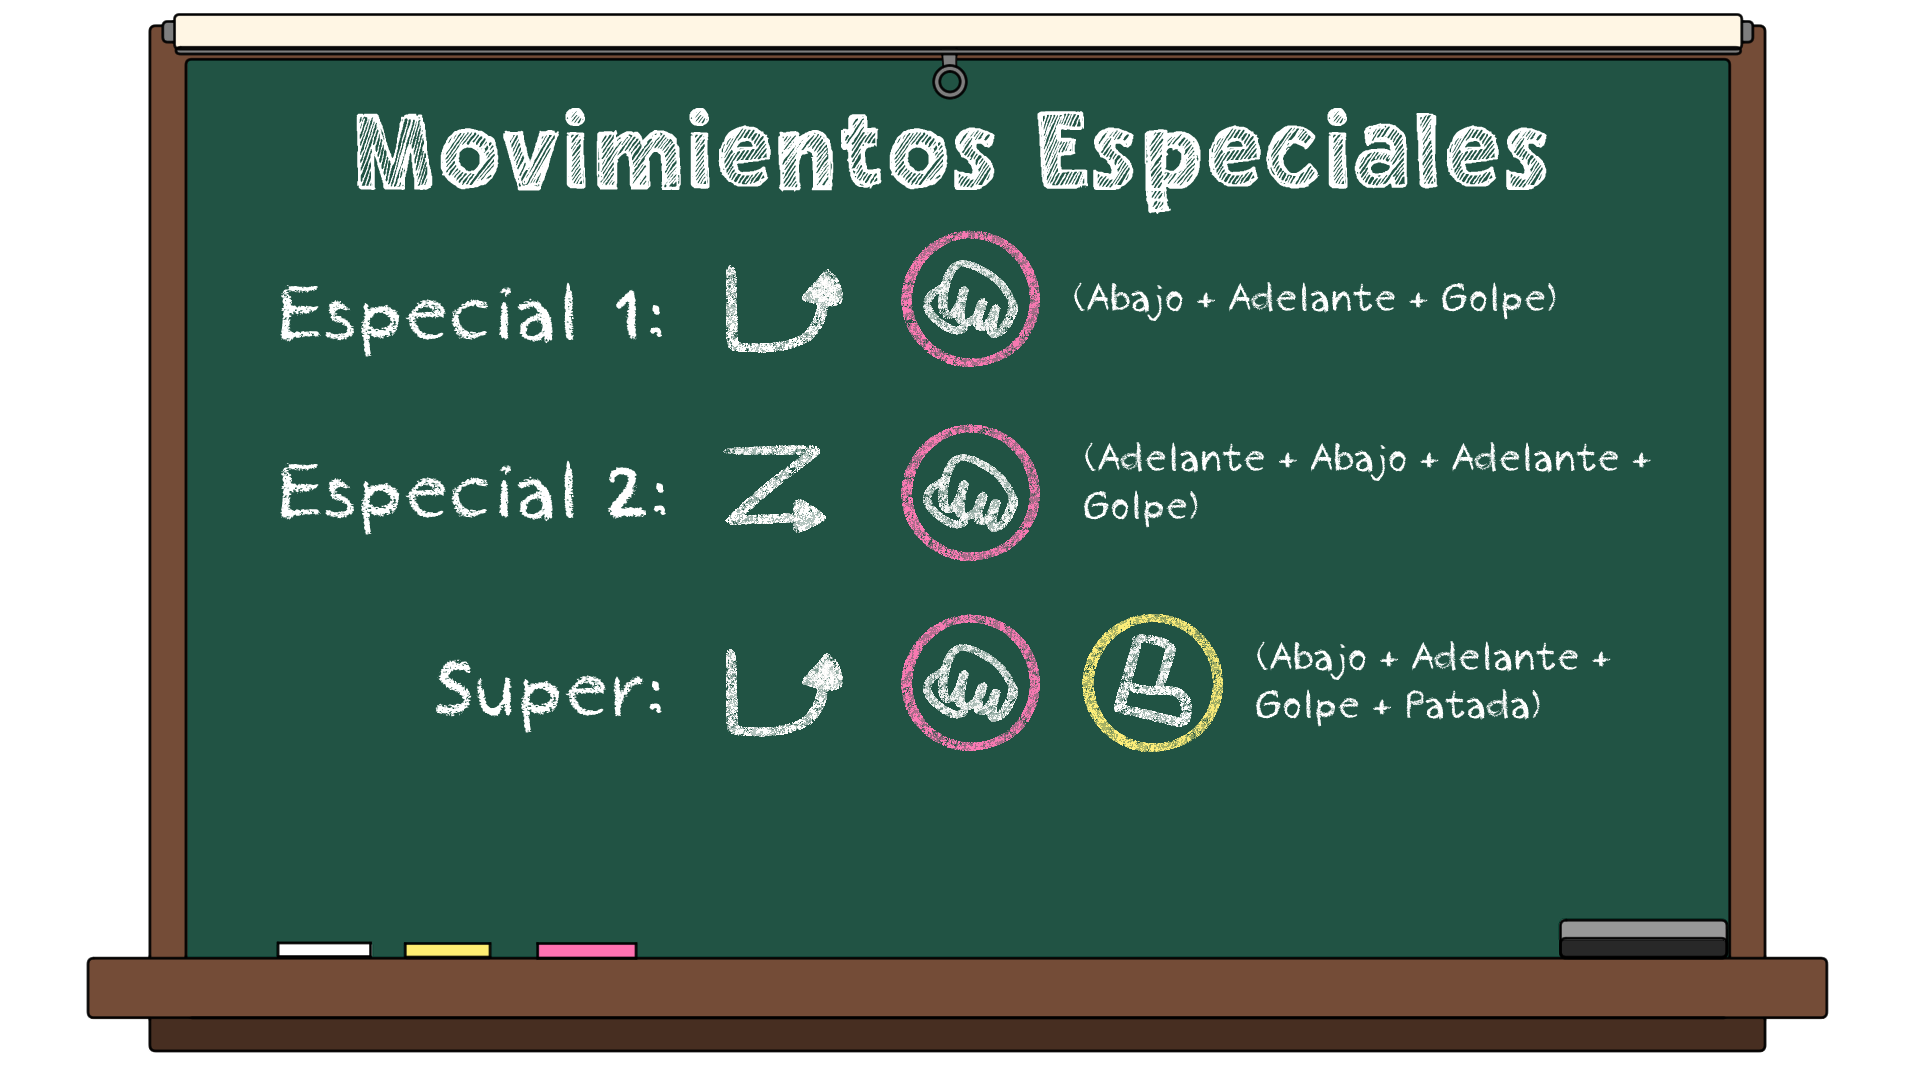 Movimientos Especiales
Especial 1: (Abajo + Adelante + Golpe)
Especial 2: (Adelante + Abajo + Adelante +
Golpe)
Super: (Abajo + Adelante +
Golpe + Patada)